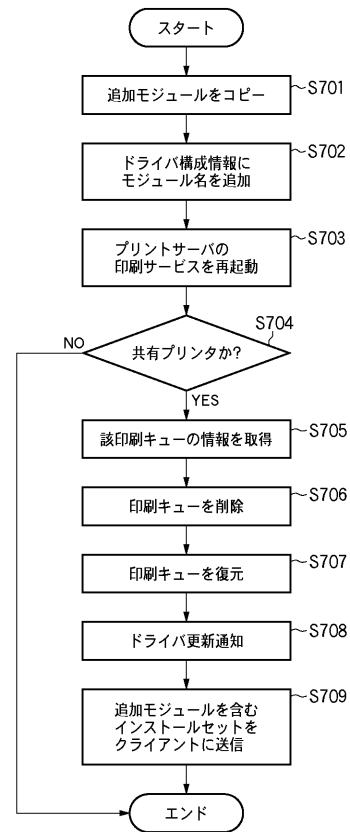 スタート
追加モジュールをコピー
S701
ドライバ構成情報に
モジュール名を追加
S702
プリントサーバの
印刷サービスを再起動
S703
共有プリンタか?
S704
NO
YES
該印刷キューの情報を取得
S705
印刷キューを削除
S706
印刷キューを復元
S707
ドライバ更新通知
S708
追加モジュールを含む
インストールセットを
クライアントに送信
S709
エンド